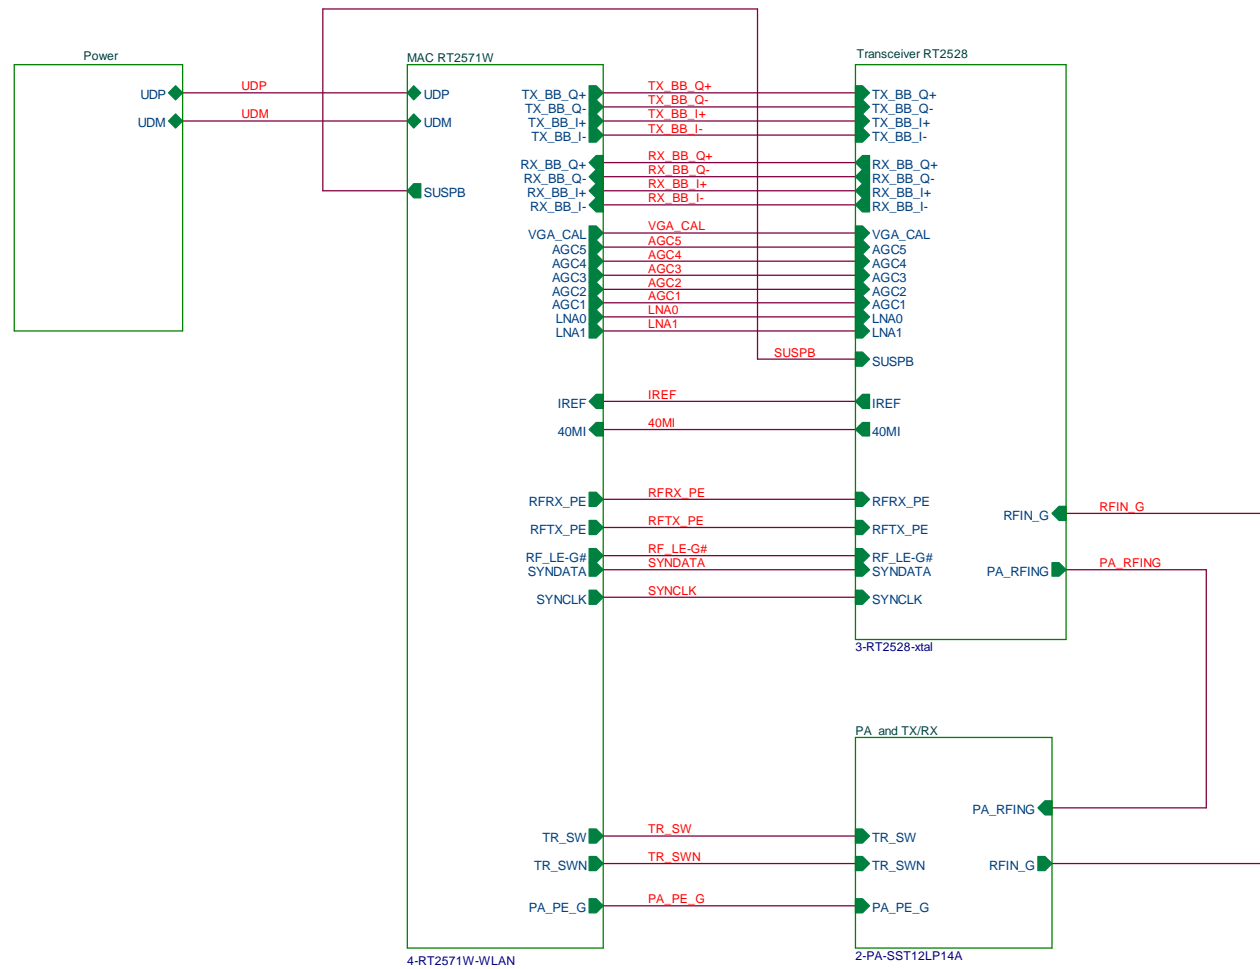 Power
UDP
UDM
UDP
UDM
MAC RT2571W
UDP
UDM
SUSPB
TX_BB_Q+
TX_BB_Q-
TX_BB_I+
TX_BB_I-
RX_BB_Q+
RX_BB_Q-
RX_BB_I+
RX_BB_I-
VGA_CAL
AGC5
AGC4
AGC3
AGC2
AGC1
LNA0
LNA1
IREF
40MI
RFRX_PE
RFTX_PE
RF_LE-G#
SYNDATA
SYNCLK
TR_SW
TR_SWN
PA_PE_G
4-RT2571W-WLAN
TX_BB_Q+
TX_BB_Q-
TX_BB_I+
TX_BB_I-
RX_BB_Q+
RX_BB_Q-
RX_BB_I+
RX_BB_I-
VGA_CAL
AGC5
AGC4
AGC3
AGC2
AGC1
LNA0
LNA1
SUSPB
IREF
40MI
RFRX_PE
RFTX_PE
RF_LE-G#
SYNDATA
SYNCLK
TR_SW
TR_SWN
PA_PE_G
Transceiver RT2528
TX_BB_Q+
TX_BB_Q-
TX_BB_I+
TX_BB_I-
RX_BB_Q+
RX_BB_Q-
RX_BB_I+
RX_BB_I-
VGA_CAL
AGC5
AGC4
AGC3
AGC2
AGC1
LNA0
LNA1
SUSPB
IREF
40MI
RFRX_PE
RFTX_PE
RF_LE-G#
SYNDATA
SYNCLK
RFIN_G
PA_RFING
3-RT2528-xtal
RFIN_G
PA_RFING
PA and TX/RX
PA_RFING
TR_SW
TR_SWN
RFIN_G
PA_PE_G
2-PA-SST12LP14A